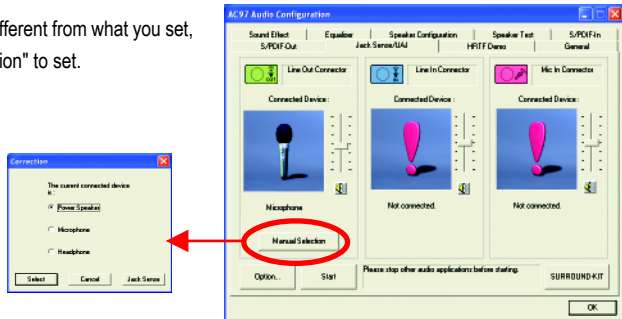 fferent from what you set,
ion" to set.
AC97 Audio Configuration
Sound Effect Equalizer Speaker Configuration Speaker Test S/PDIF-In
S/PDIF-Out Jack Sense/UAJ HRTF Demo General
Line Out Connector
Line In Connector
Mic In Connector
OUT
IN
Connected Device :
Connected Device :
Connected Device :
Microphone
Not connected.
Not connected.
Manual Selection
Option... Start
Please stop other audio applications before starting.
SURROUND-KIT
OK
Correction
The current connected device
is :
Power Speaker
Microphone
Headphone
Select Cancel Jack Sense